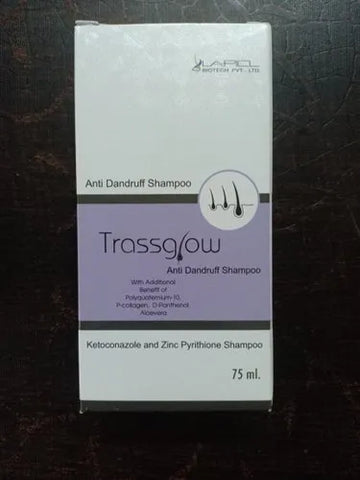 LAPIZ
BIOTECH PVT. LTD.
Anti Dandruff Shampoo
Trassglow
Anti Dandruff Shampoo
With Additional
Benefit of
Polyquaternium-10,
P-collagen, D-Panthenol,
Aloevera
Ketoconazole and Zinc Pyrithione Shampoo
75 ml.